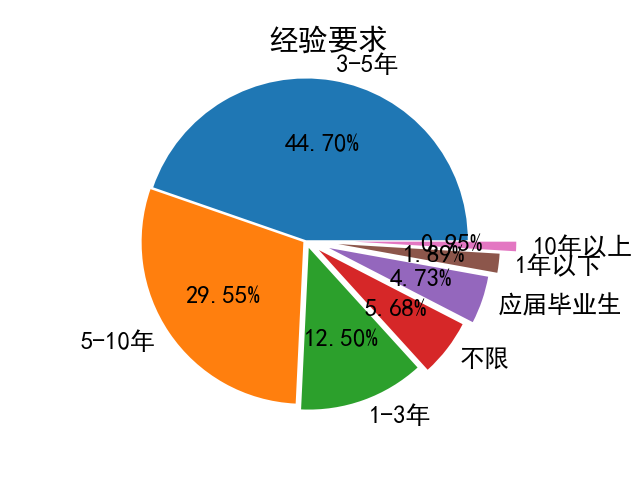 经验要求
3-5年
44.70%
0.95%
10年以上
1.89%
1年以下
4.73%
应届毕业生
29.55%
5.68%
12.50%
5-10年
不限
1-3年